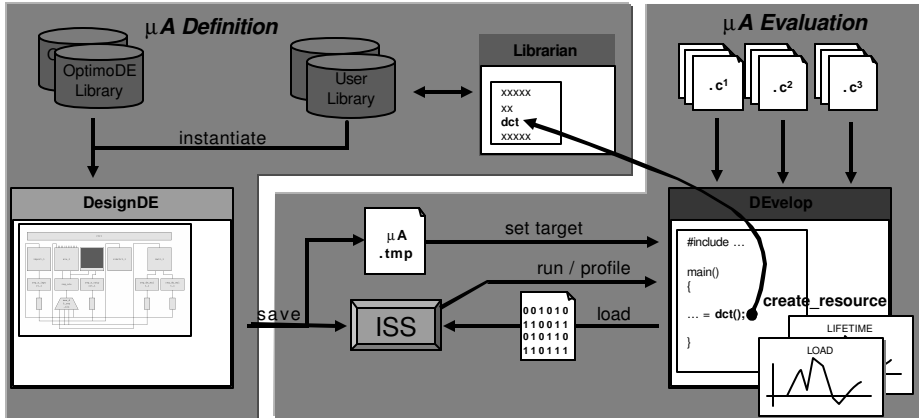 μA Definition
μA Evaluation
OptimoDE
Library
User
Library
Librarian
xxxxx
xx
dct
xxxxx
.c1
.c2
.c3
instantiate
DesignDE
DEvelop
μA
.tmp
set target
#include …
main()
{
… = dct();
}
run / profile
create_resource
save
ISS
001010
110011
010110
110111
load
LIFETIME
LOAD